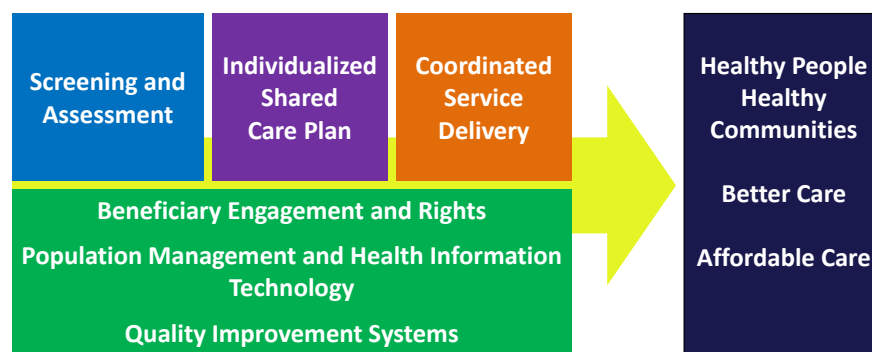 Screening and
Assessment
Individualized
Shared
Care Plan
Coordinated
Service
Delivery
Beneficiary Engagement and Rights
Population Management and Health Information
Technology
Quality Improvement Systems
Healthy People
Healthy
Communities
Better Care
Affordable Care